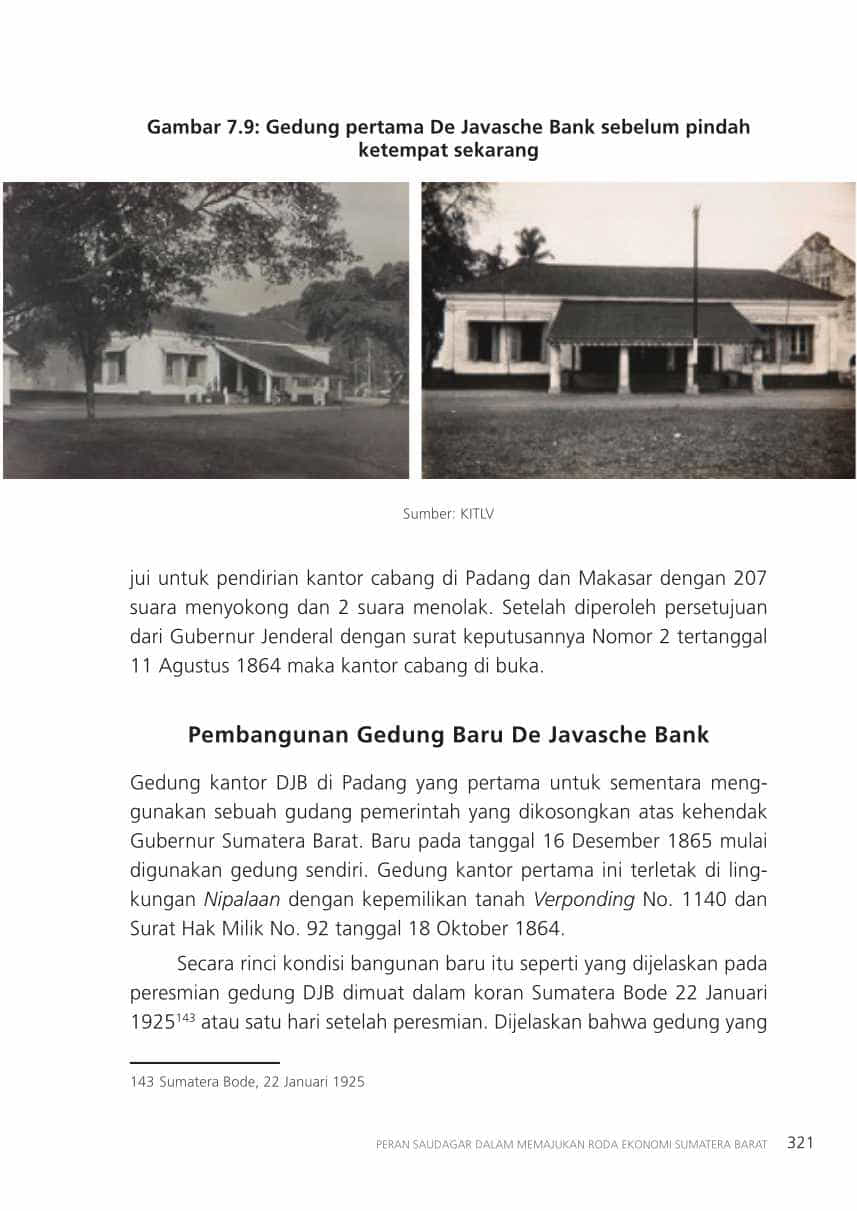 Gambar 7.9: Gedung pertama De Javasche Bank sebelum pindah
ketempat sekarang
Sumber: KITLV
jui untuk pendirian kantor cabang di Padang dan Makasar dengan 207
suara menyokong dan 2 suara menolak. Setelah diperoleh persetujuan
dari Gubernur Jenderal dengan surat keputusannya Nomor 2 tertanggal
11 Agustus 1864 maka kantor cabang di buka.
Pembangunan Gedung Baru De Javasche Bank
Gedung kantor DJB di Padang yang pertama untuk sementara meng-
gunakan sebuah gudang pemerintah yang dikosongkan atas kehendak
Gubernur Sumatera Barat. Baru pada tanggal 16 Desember 1865 mulai
digunakan gedung sendiri. Gedung kantor pertama ini terletak di ling-
kungan Nipalaan dengan kepemilikan tanah Verponding No. 1140 dan
Surat Hak Milik No. 92 tanggal 18 Oktober 1864.
Secara rinci kondisi bangunan baru itu seperti yang dijelaskan pada
peresmian gedung DJB dimuat dalam koran Sumatera Bode 22 Januari
1925143 atau satu hari setelah peresmian. Dijelaskan bahwa gedung yang
143 Sumatera Bode, 22 Januari 1925
PERAN SAUDAGAR DALAM MEMAJUKAN RODA EKONOMI SUMATERA BARAT 321